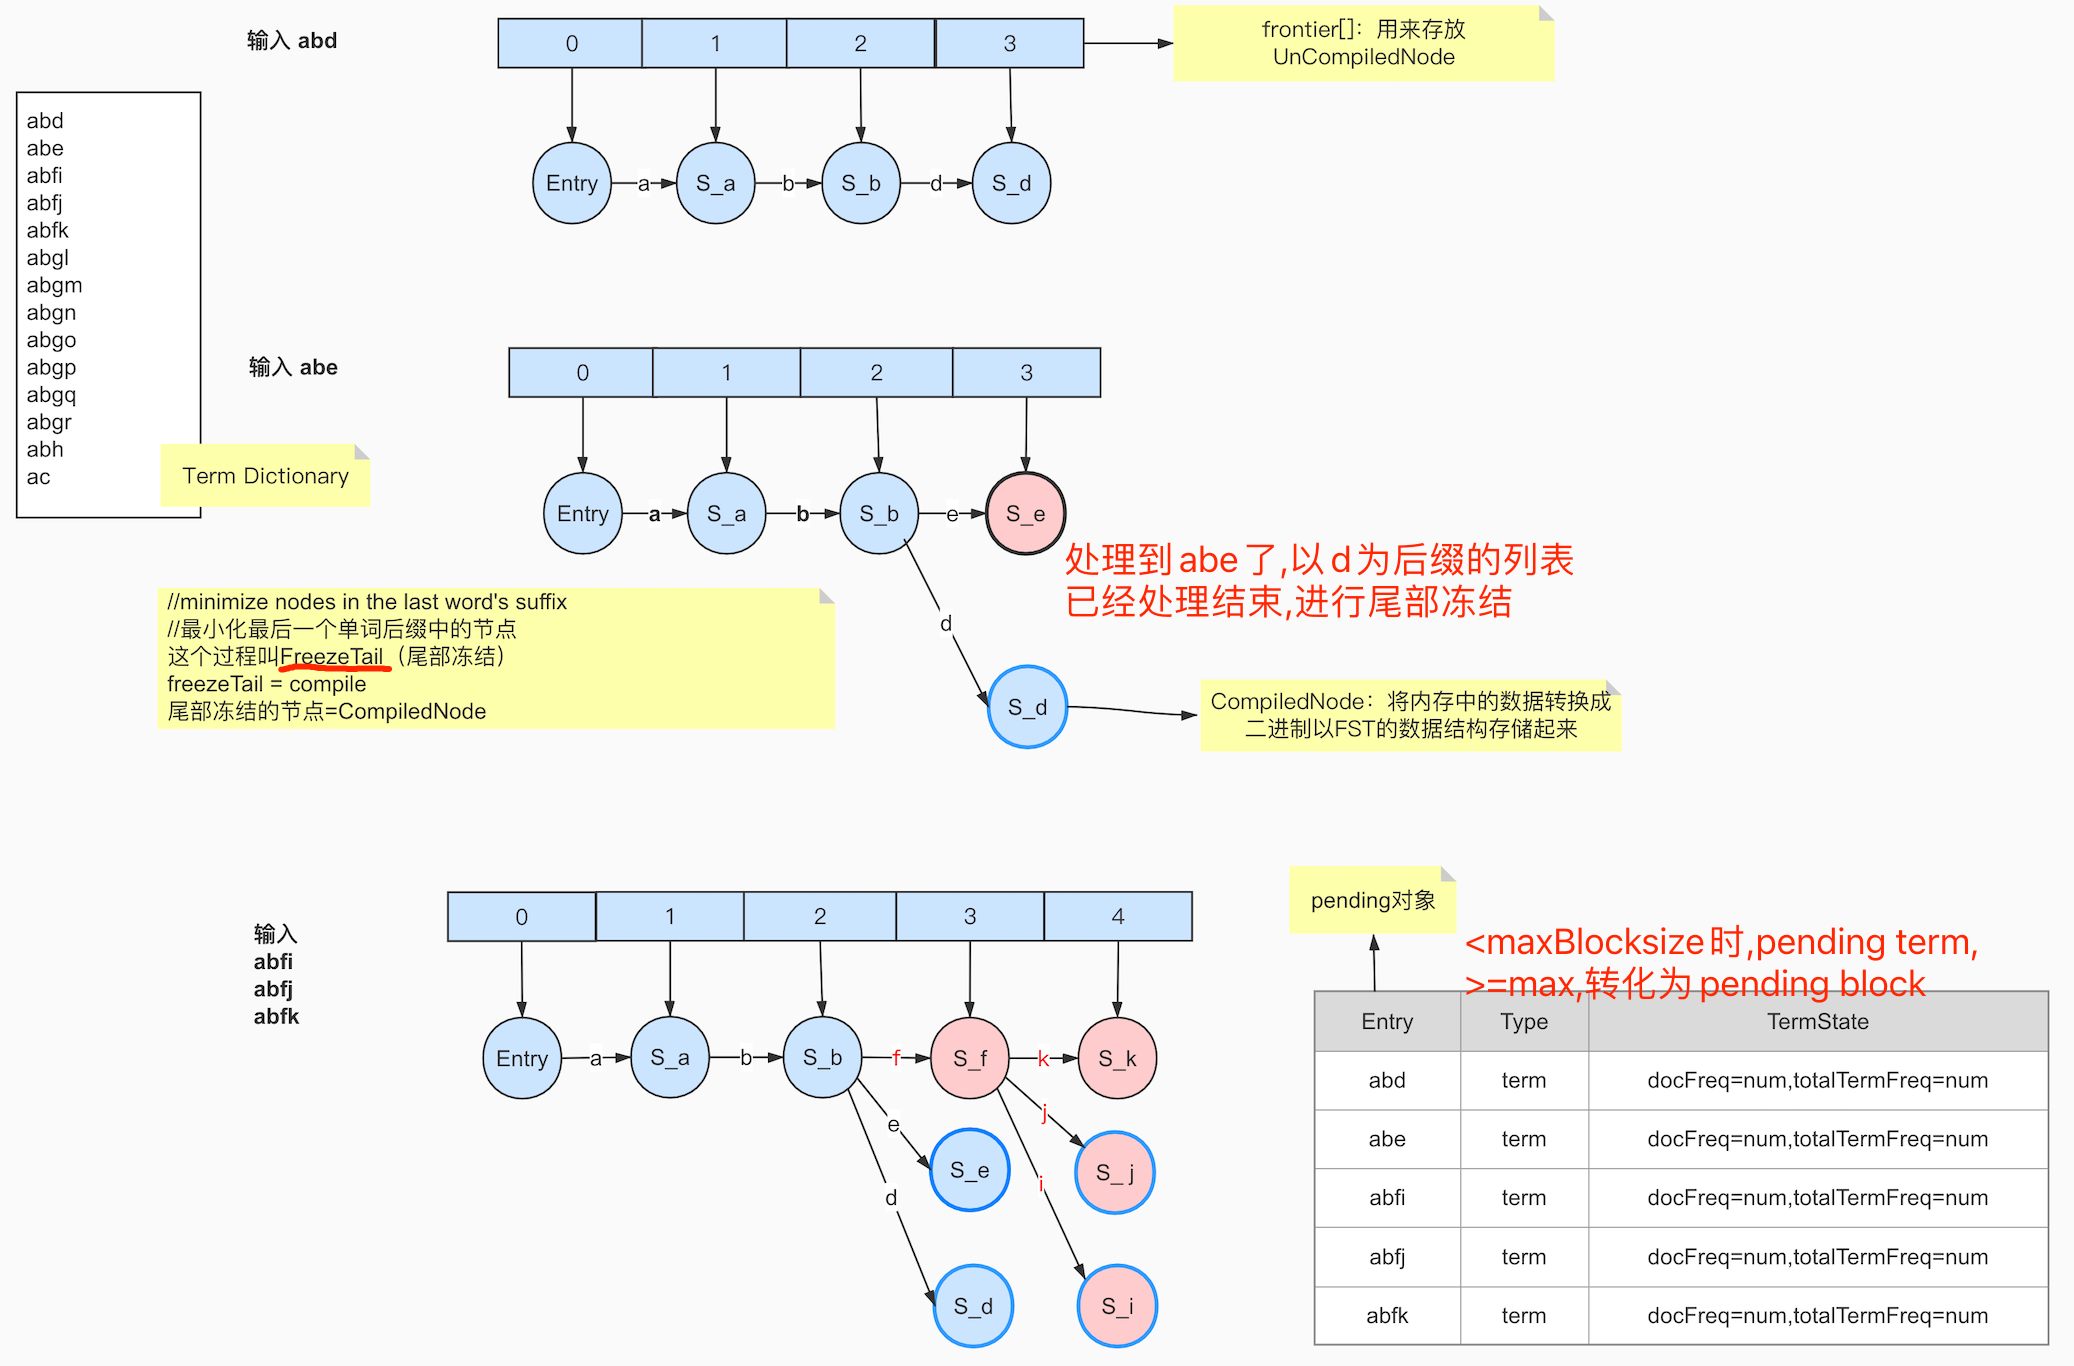 输入 abd
0 1 2 3
frontier[]：用来存放
UnCompiledNode
Entry a S_a b S_b d S_d
abd
abe
abfi
abfj
abfk
abgl
abgm
abgn
abgo
abgp
abgq
abgr
abh
ac
Term Dictionary
输入 abe
0 1 2 3
Entry a S_a b S_b e S_e
处理到abe了,以d为后缀的列表
已经处理结束,进行尾部冻结
d
S_d
CompiledNode：将内存中的数据转换成
二进制以FST的数据结构存储起来
//minimize nodes in the last word's suffix
//最小化最后一个单词后缀中的节点
这个过程叫FreezeTail（尾部冻结）
freezeTail = compile
尾部冻结的节点=CompiledNode
输入
abfi
abfj
abfk
0 1 2 3 4
Entry a S_a b S_b f S_f k S_k
e j
S_e S_j
d i
S_d S_i
pending对象
<maxBlocksize时,pending term,
>=max,转化为pending block
Entry Type TermState
abd term docFreq=num,totalTermFreq=num
abe term docFreq=num,totalTermFreq=num
abfi term docFreq=num,totalTermFreq=num
abfj term docFreq=num,totalTermFreq=num
abfk term docFreq=num,totalTermFreq=num